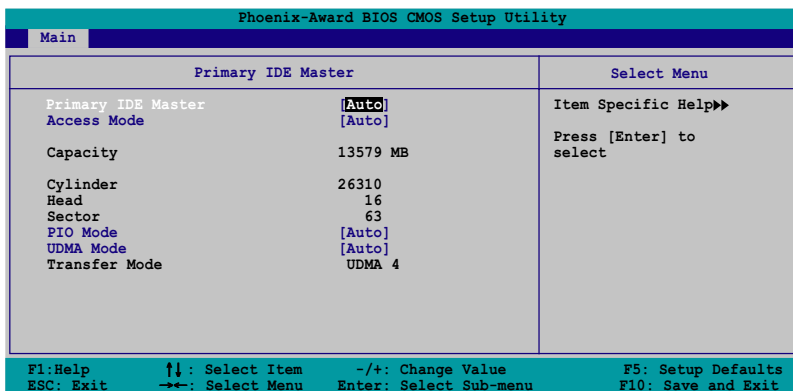 Phoenix-Award BIOS CMOS Setup Utility
Main
Primary IDE Master Select Menu
Primary IDE Master [Auto] Item Specific Help▶▶
Access Mode [Auto]
Press [Enter] to
Capacity 13579 MB select
Cylinder 26310
Head 16
Sector 63
PIO Mode [Auto]
UDMA Mode [Auto]
Transfer Mode UDMA 4
F1:Help ↑↓ : Select Item -/+: Change Value F5: Setup Defaults
ESC: Exit →←: Select Menu Enter: Select Sub-menu F10: Save and Exit